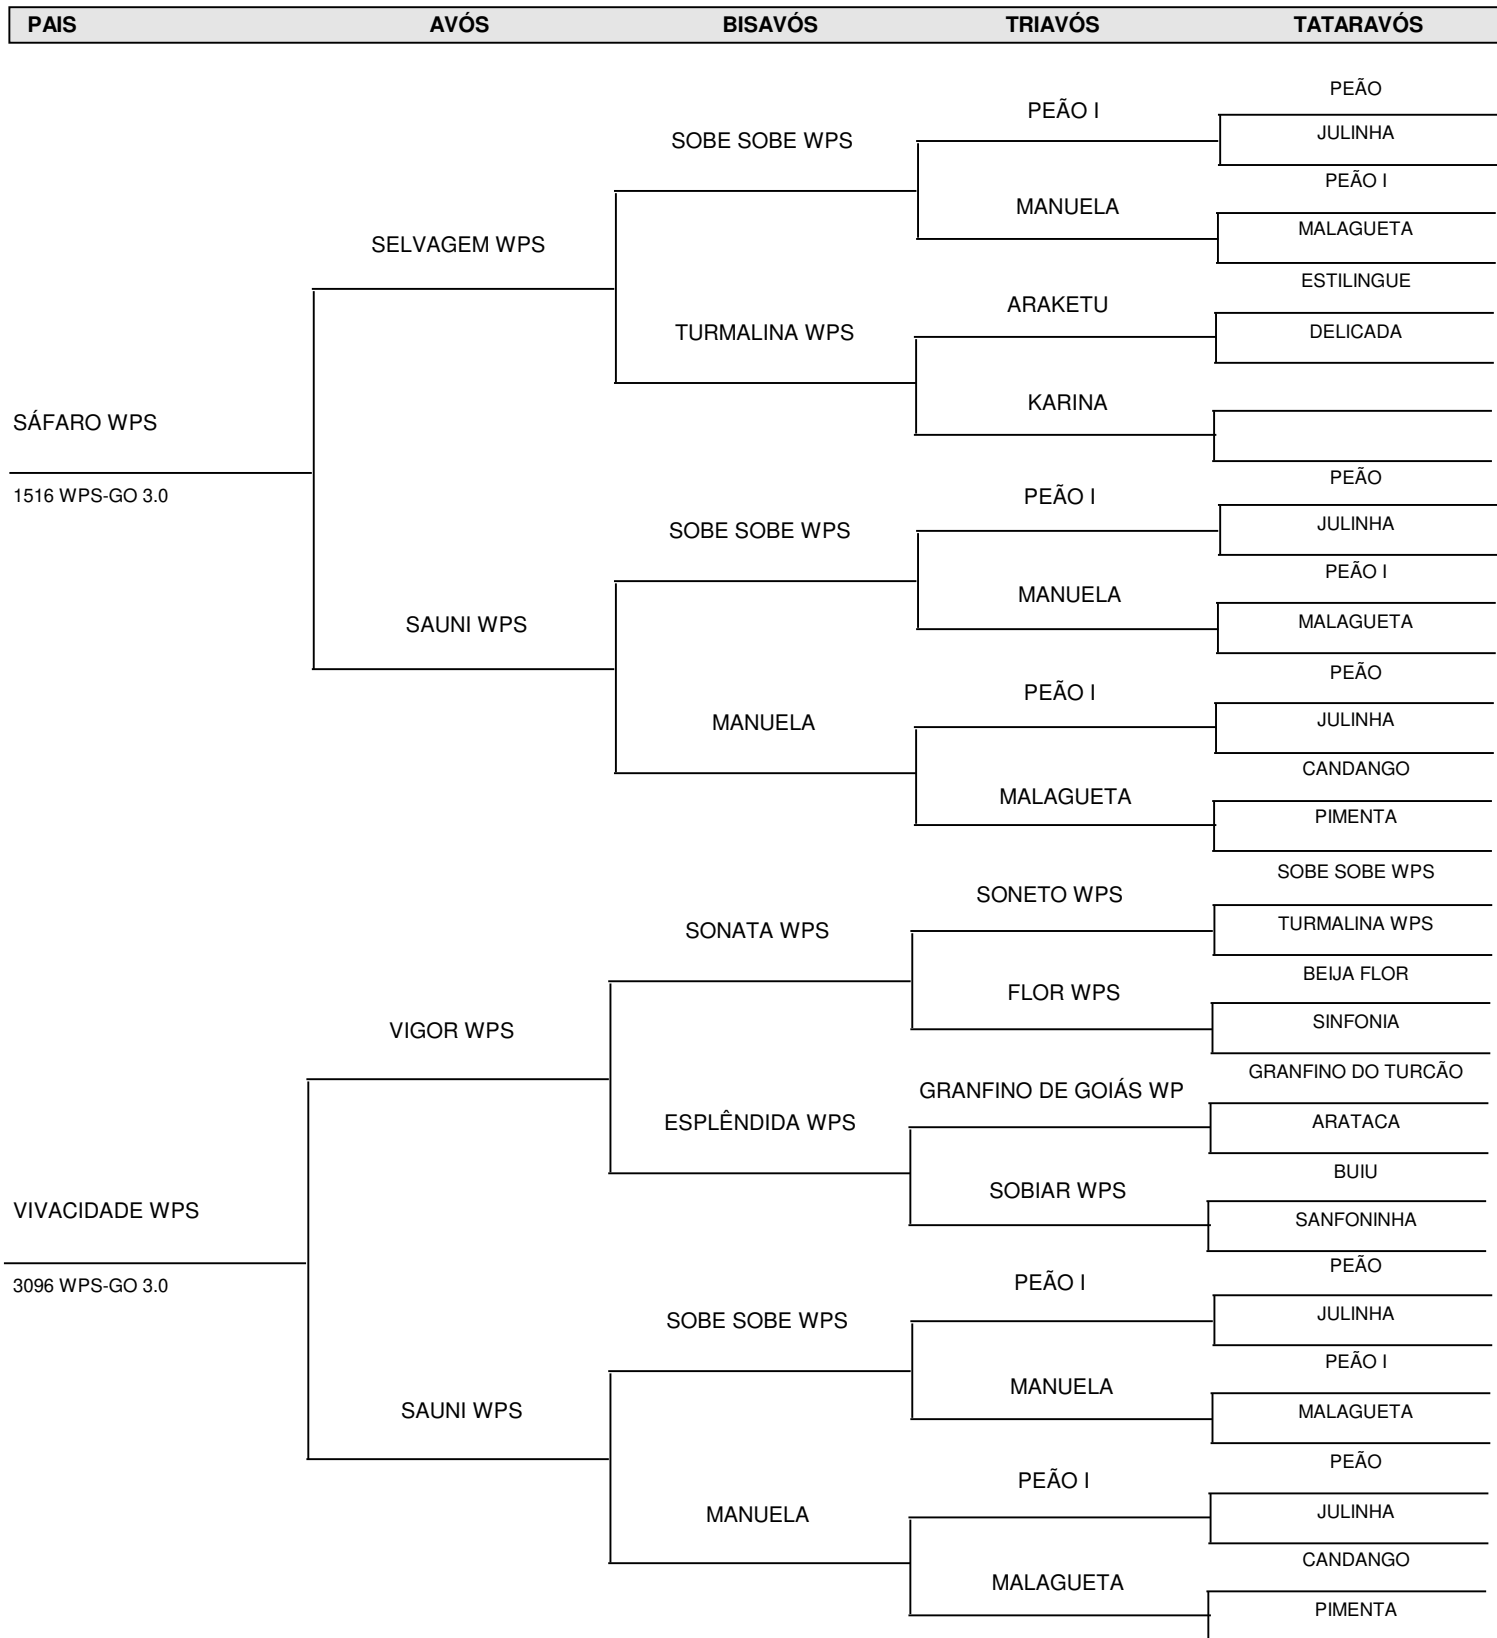 PAIS AVÓS BISAVÓS TRIAVÓS TATARAVÓS
PEÃO
PEÃO I
JULINHA
SOBE SOBE WPS
PEÃO I
MANUELA
MALAGUETA
SELVAGEM WPS
ESTILINGUE
ARAKETU
TURMALINA WPS
DELICADA
KARINA
SÁFARO WPS
1516 WPS-GO 3.0
PEÃO
PEÃO I
JULINHA
SOBE SOBE WPS
PEÃO I
MANUELA
MALAGUETA
SAUNI WPS
PEÃO
PEÃO I
JULINHA
MANUELA
CANDANGO
MALAGUETA
PIMENTA
SOBE SOBE WPS
SONETO WPS
TURMALINA WPS
SONATA WPS
BEIJA FLOR
FLOR WPS
SINFONIA
VIGOR WPS
GRANFINO DO TURCÃO
GRANFINO DE GOIÁS WP
ESPLÊNDIDA WPS
ARATACA
BUIU
SOBIAR WPS
SANFONINHA
VIVACIDADE WPS
3096 WPS-GO 3.0
PEÃO
PEÃO I
JULINHA
SOBE SOBE WPS
PEÃO I
MANUELA
MALAGUETA
SAUNI WPS
PEÃO
PEÃO I
JULINHA
MANUELA
CANDANGO
MALAGUETA
PIMENTA